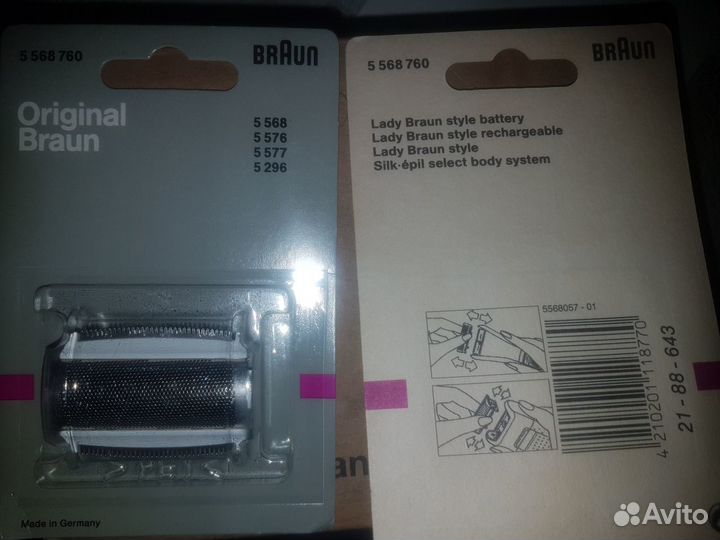 5 568 760
BRAUN
Original
Braun
5 568
5 576
5 577
5 296
Made in Germany
5 568 760
BRAUN
Lady Braun style battery
Lady Braun style rechargeable
Lady Braun style
Silk·épil select body system
5568057 - 01
4 210201 118770
21-88-643
an
Avito